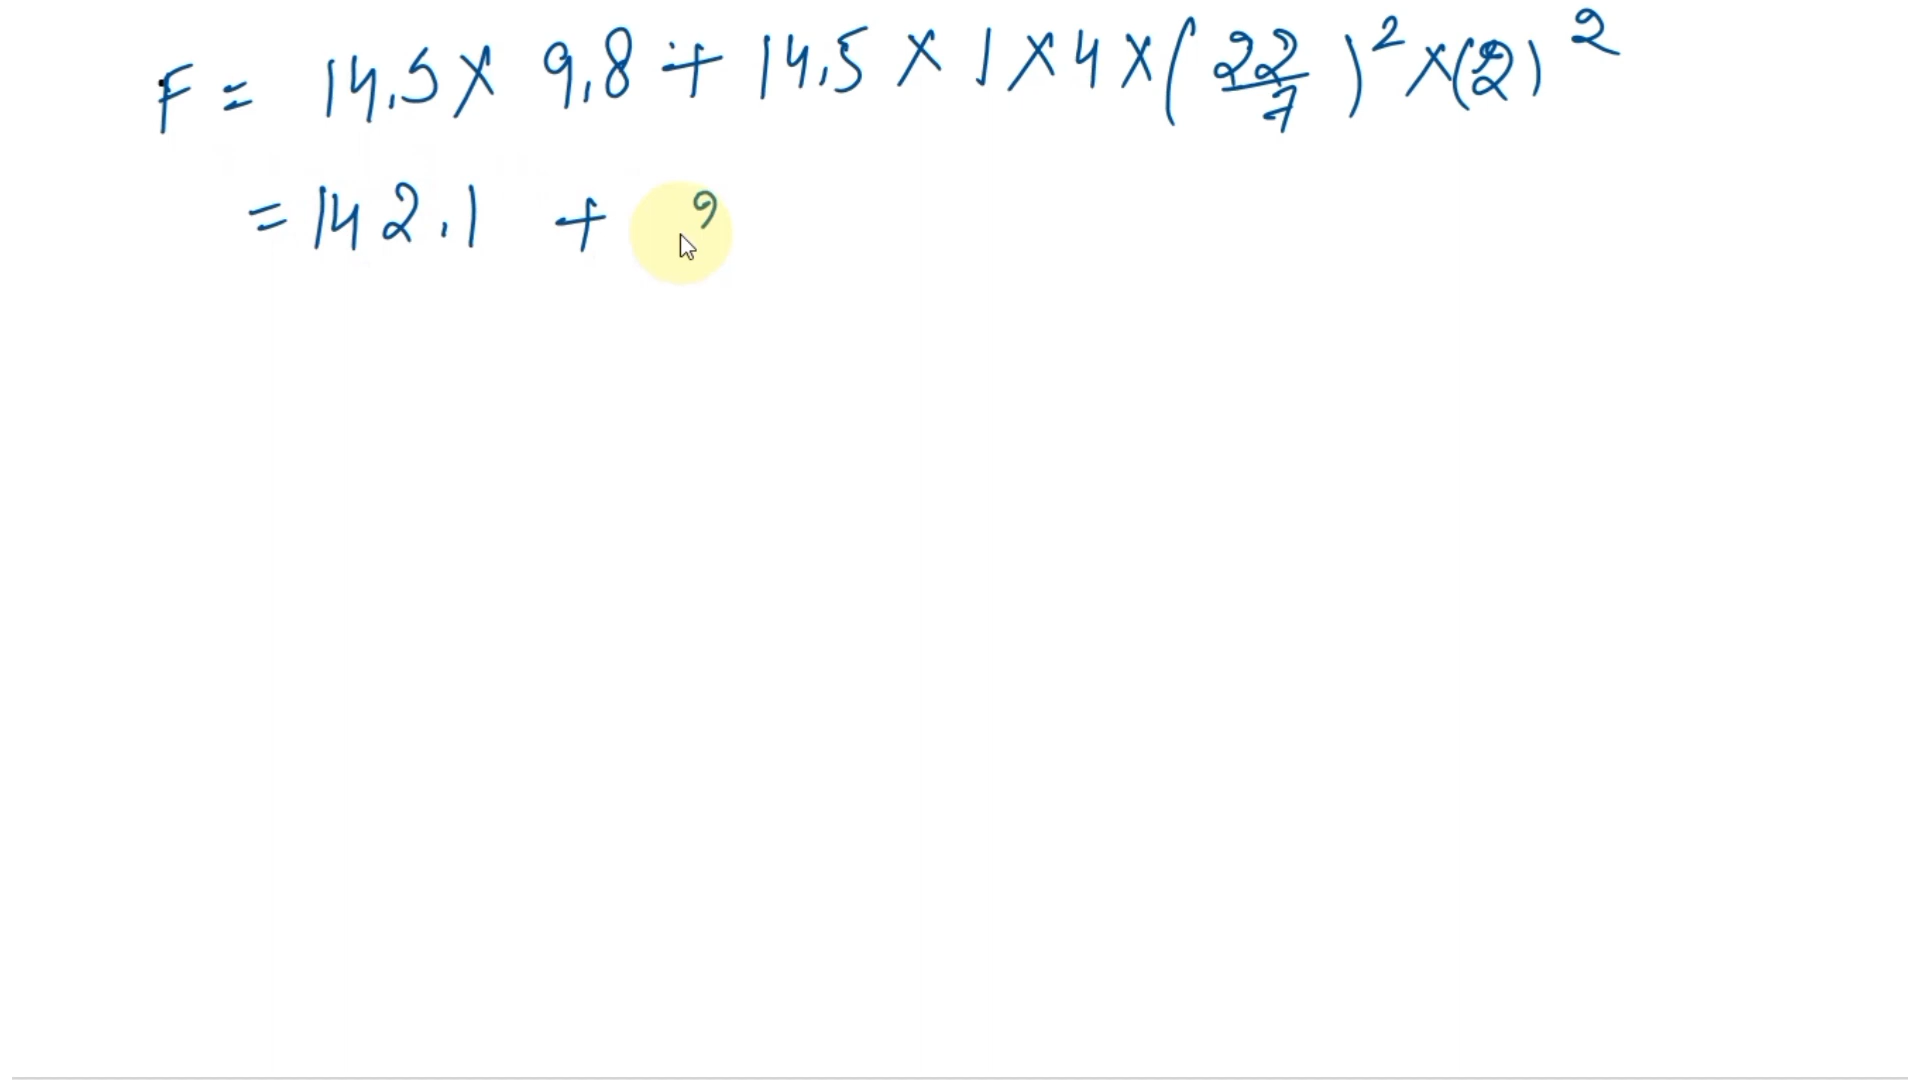 F = 14.5 × 9.8 + 14.5 × 1 × 4 × (22/7)² × (2)²
= 142.1 + 9